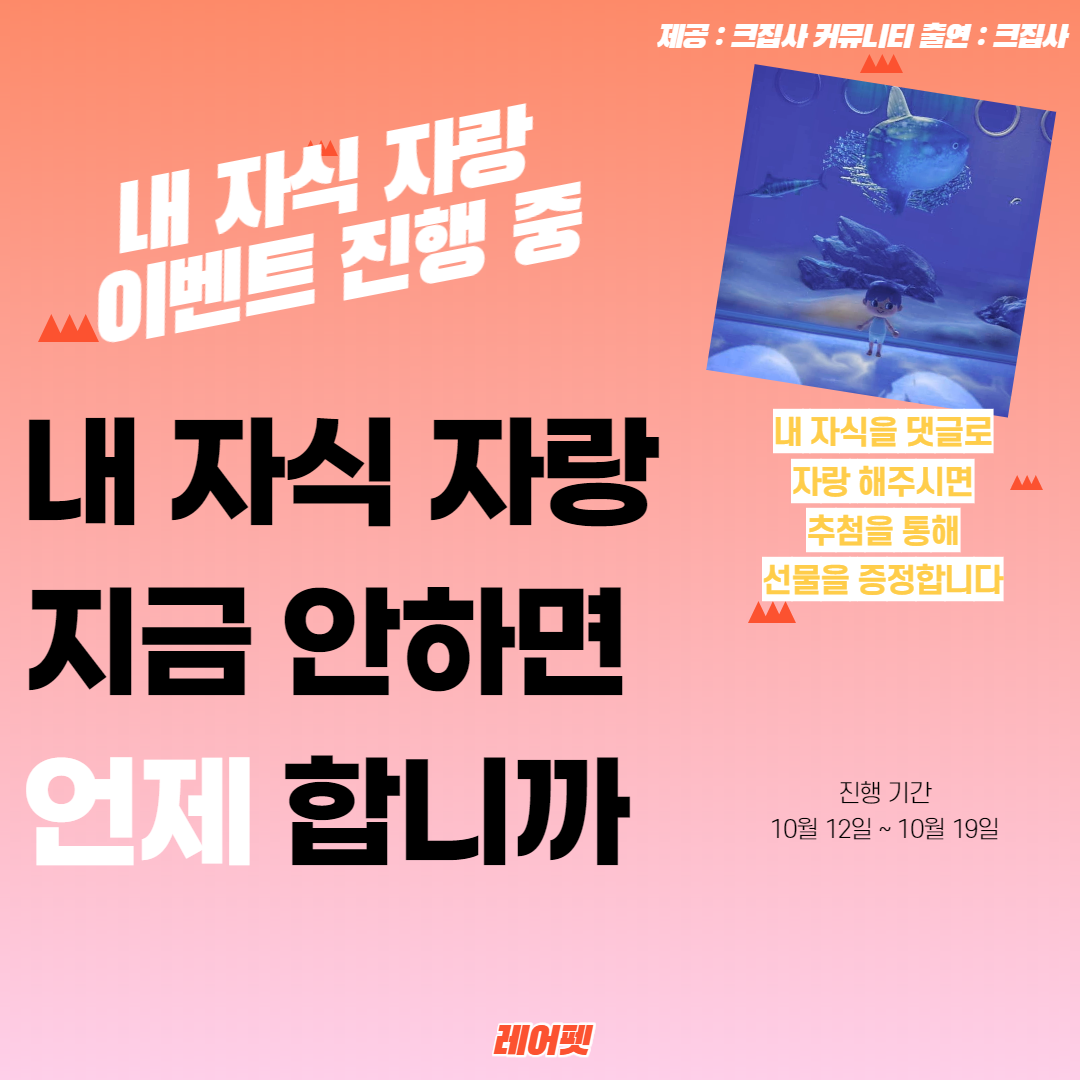 제공 : 크집사 커뮤니티 출연 : 크집사
내 자식 자랑
이벤트 진행 중
내 자식 자랑
지금 안하면
언제 합니까
내 자식을 댓글로
자랑 해주시면
추첨을 통해
선물을 증정합니다
진행 기간
10월 12일 ~ 10월 19일
레어펫